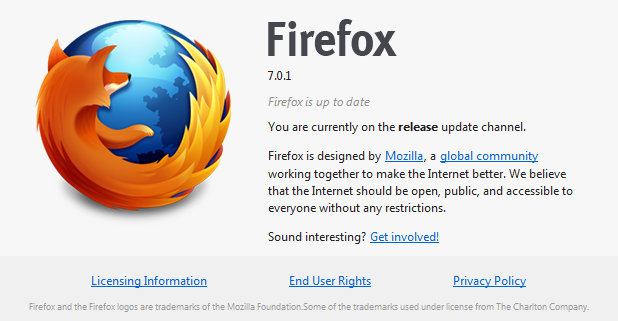 Firefox
7.0.1
Firefox is up to date
You are currently on the release update channel.
Firefox is designed by Mozilla, a global community
working together to make the Internet better. We believe
that the Internet should be open, public, and accessible to
everyone without any restrictions.
Sound interesting? Get involved!
Licensing Information End User Rights Privacy Policy
Firefox and the Firefox logos are trademarks of the Mozilla Foundation.Some of the trademarks used under license from The Charlton Company.